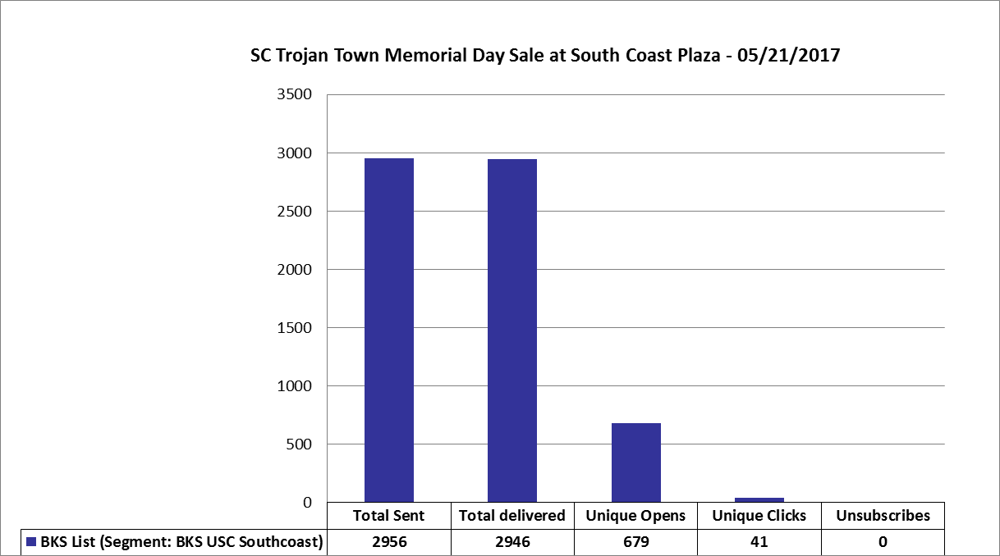 SC Trojan Town Memorial Day Sale at South Coast Plaza - 05/21/2017
3500
3000
2500
2000
1500
1000
500
0
Total Sent Total delivered Unique Opens Unique Clicks Unsubscribes
BKS List (Segment: BKS USC Southcoast) 2956 2946 679 41 0